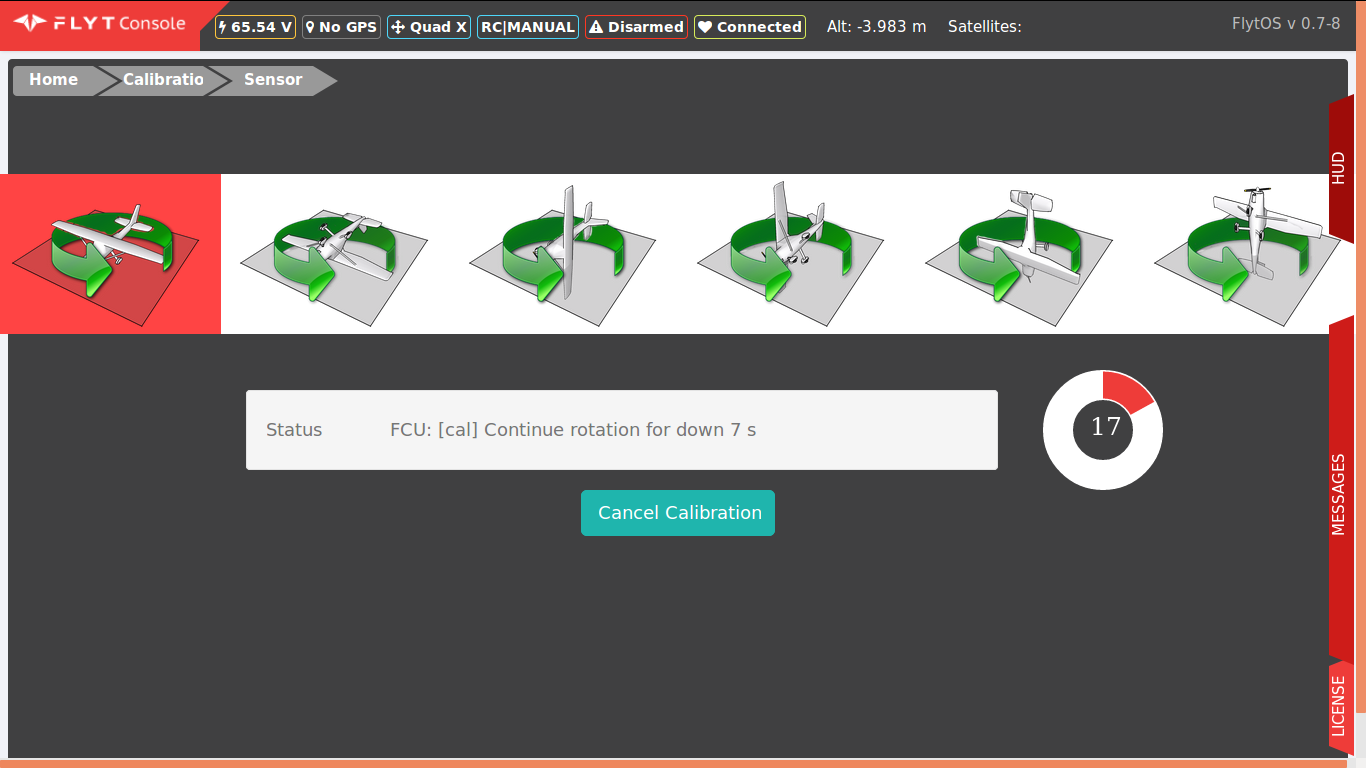 FLYT Console
65.54 V No GPS Quad X RC|MANUAL Disarmed Connected Alt: -3.983 m Satellites: FlytOS v 0.7-8
Home Calibratio Sensor
HUD
Status FCU: [cal] Continue rotation for down 7 s
17
Cancel Calibration
MESSAGES
LICENSE